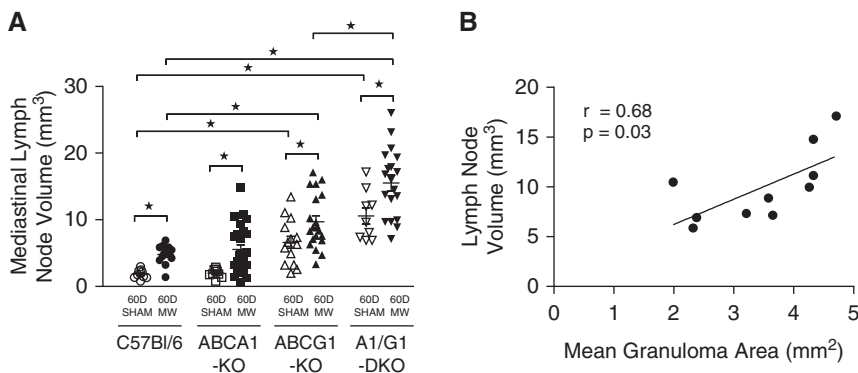 A
Mediastinal Lymph
Node Volume (mm³)
30
20
10
0
60D SHAM 60D MW 60D SHAM 60D MW 60D SHAM 60D MW 60D SHAM 60D MW
C57Bl/6 ABCA1 -KO ABCG1 -KO A1/G1 -DKO
B
Lymph Node
Volume (mm³)
20
15
10
5
0
r = 0.68
p = 0.03
0 1 2 3 4 5
Mean Granuloma Area (mm²)